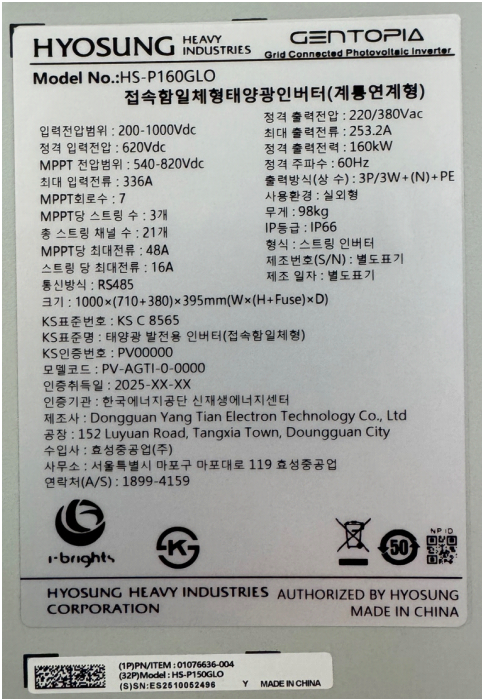 HYOSUNG HEAVY INDUSTRIES
GENTOPIA
Grid Connected Photovoltaic Inverter
Model No.:HS-P160GLO
접속함일체형태양광인버터(계통연계형)
입력전압범위 : 200-1000Vdc
정격 입력전압 : 620Vdc
MPPT 전압범위 : 540-820Vdc
최대 입력전류 : 336A
MPPT회로수 : 7
MPPT당 스트링 수 : 3개
총 스트링 채널 수 : 21개
MPPT당 최대전류 : 48A
스트링 당 최대전류 : 16A
통신방식 : RS485
정격 출력전압 : 220/380Vac
최대 출력전류 : 253.2A
정격 출력전력 : 160kW
정격 주파수 : 60Hz
출력방식(상 수) : 3P/3W+(N)+PE
사용환경 : 실외형
무게 : 98kg
IP등급 : IP66
형식 : 스트링 인버터
제조번호(S/N) : 별도표기
제조 일자 : 별도표기
크기 : 1000×(710+380)×395mm(W×(H+Fuse)×D)
KS표준번호 : KS C 8565
KS표준명 : 태양광 발전용 인버터(접속함일체형)
KS인증번호 : PV00000
모델코드 : PV-AGTI-0-0000
인증취득일 : 2025-XX-XX
인증기관 : 한국에너지공단 신재생에너지센터
제조사 : Dongguan Yang Tian Electron Technology Co., Ltd
공장 : 152 Luyuan Road, Tangxia Town, Doungguan City
수입사 : 효성중공업(주)
사무소 : 서울특별시 마포구 마포대로 119 효성중공업
연락처(A/S) : 1899-4159
i-brights
K
50
NP ID
HYOSUNG HEAVY INDUSTRIES CORPORATION
AUTHORIZED BY HYOSUNG
MADE IN CHINA
(1P)PN/ITEM : 01076636-004
(32P)Model : HS-P150GLO
(S)SN:ES2510052496 Y MADE IN CHINA